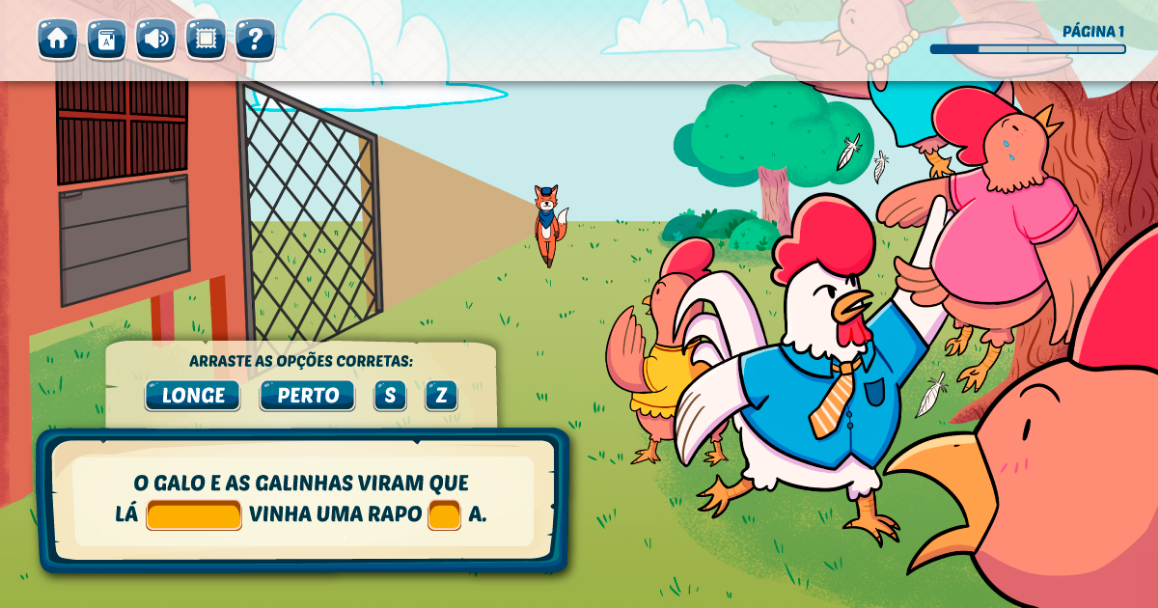 PÁGINA 1
A
?
ARRASTE AS OPÇÕES CORRETAS:
LONGE PERTO S Z
O GALO E AS GALINHAS VIRAM QUE
LÁ VINHA UMA RAPO A.